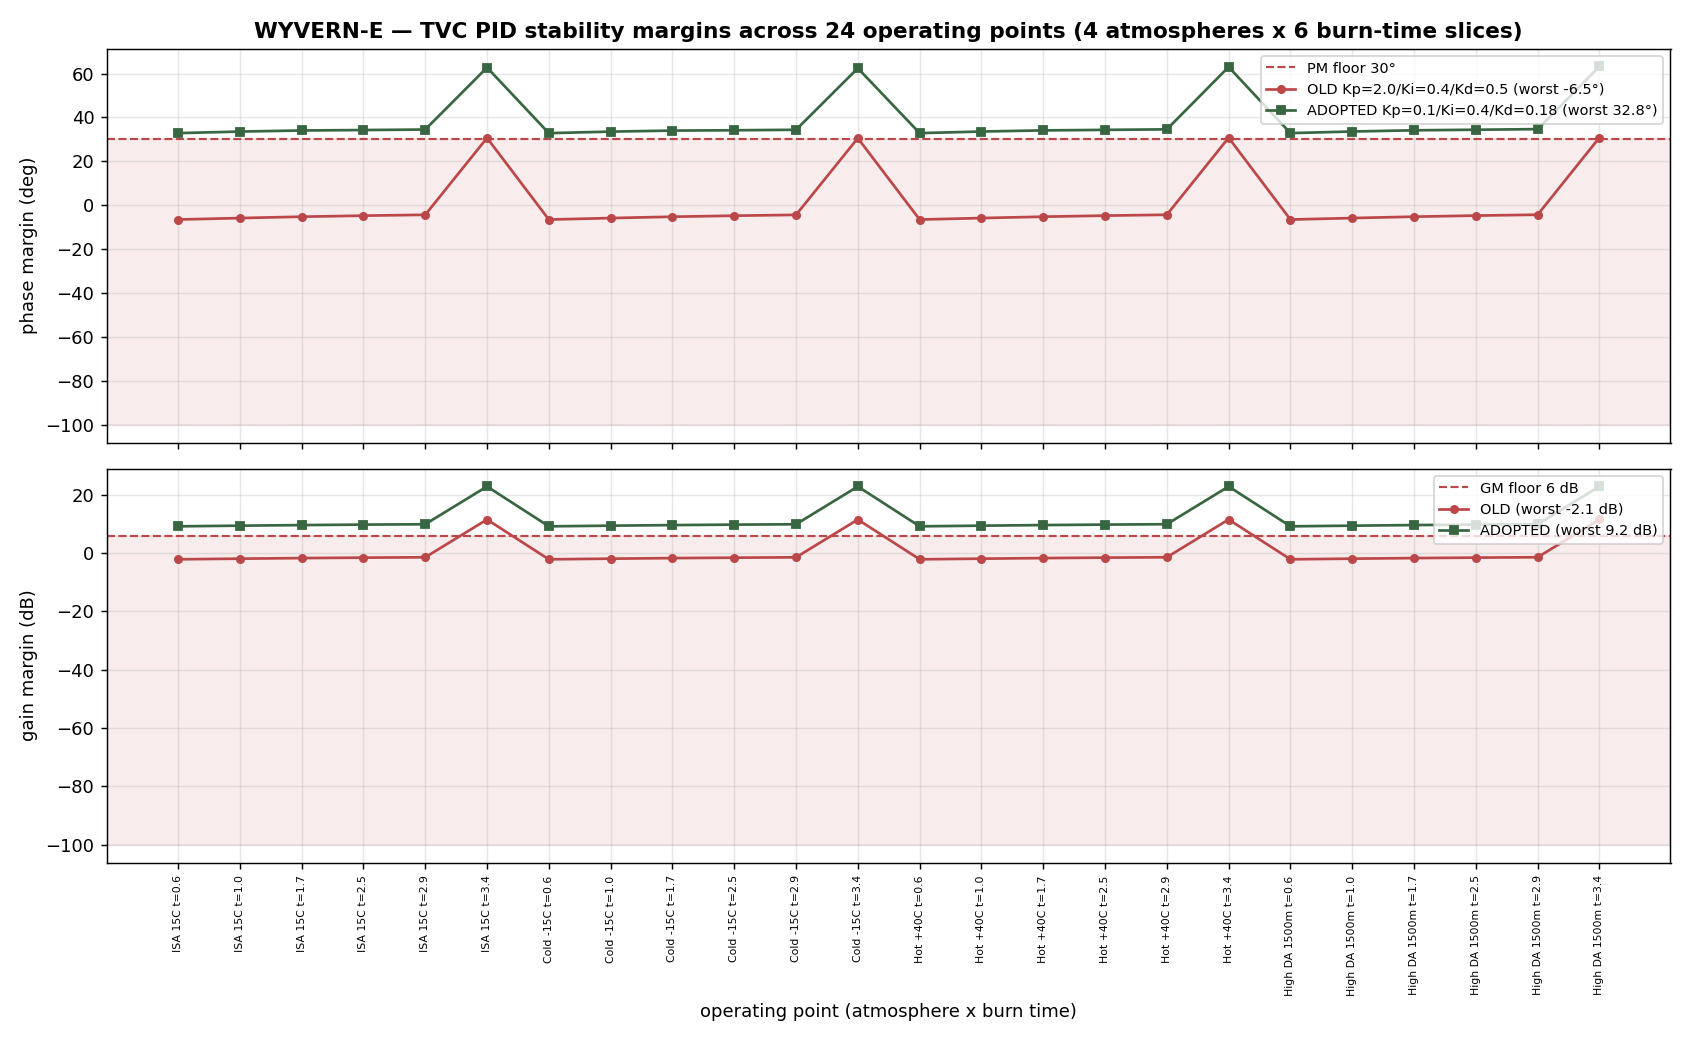 WYVERN-E — TVC PID stability margins across 24 operating points (4 atmospheres x 6 burn-time slices)
60
40
20
0
−20
−40
−60
−80
−100
phase margin (deg)
PM floor 30°
OLD Kp=2.0/Ki=0.4/Kd=0.5 (worst -6.5°)
ADOPTED Kp=0.1/Ki=0.4/Kd=0.18 (worst 32.8°)
20
0
−20
−40
−60
−80
−100
gain margin (dB)
GM floor 6 dB
OLD (worst -2.1 dB)
ADOPTED (worst 9.2 dB)
ISA 15C t=0.6
ISA 15C t=1.0
ISA 15C t=1.7
ISA 15C t=2.5
ISA 15C t=2.9
ISA 15C t=3.4
Cold -15C t=0.6
Cold -15C t=1.0
Cold -15C t=1.7
Cold -15C t=2.5
Cold -15C t=2.9
Cold -15C t=3.4
Hot +40C t=0.6
Hot +40C t=1.0
Hot +40C t=1.7
Hot +40C t=2.5
Hot +40C t=2.9
Hot +40C t=3.4
High DA 1500m t=0.6
High DA 1500m t=1.0
High DA 1500m t=1.7
High DA 1500m t=2.5
High DA 1500m t=2.9
High DA 1500m t=3.4
operating point (atmosphere x burn time)